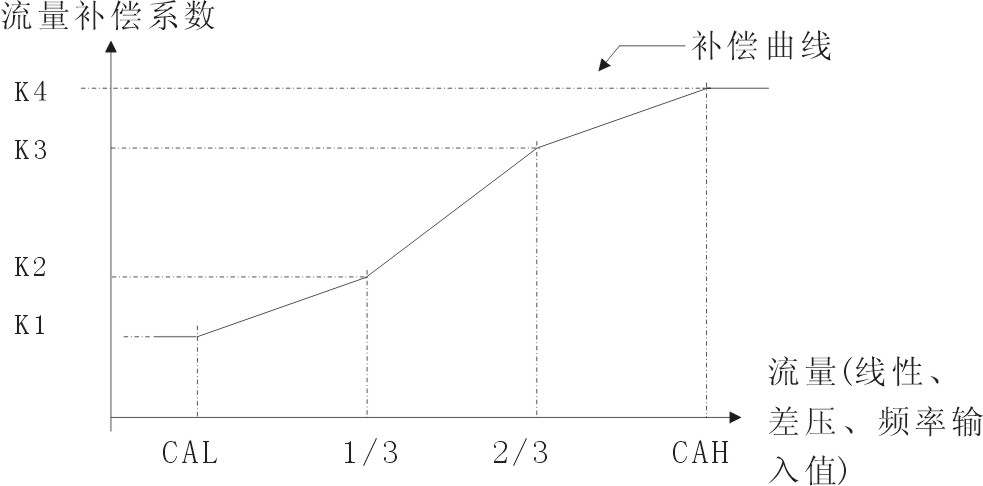 流量补偿系数
补偿曲线
K4
K3
K2
K1
流量(线性、
差压、频率输
入值)
CAL 1/3 2/3 CAH